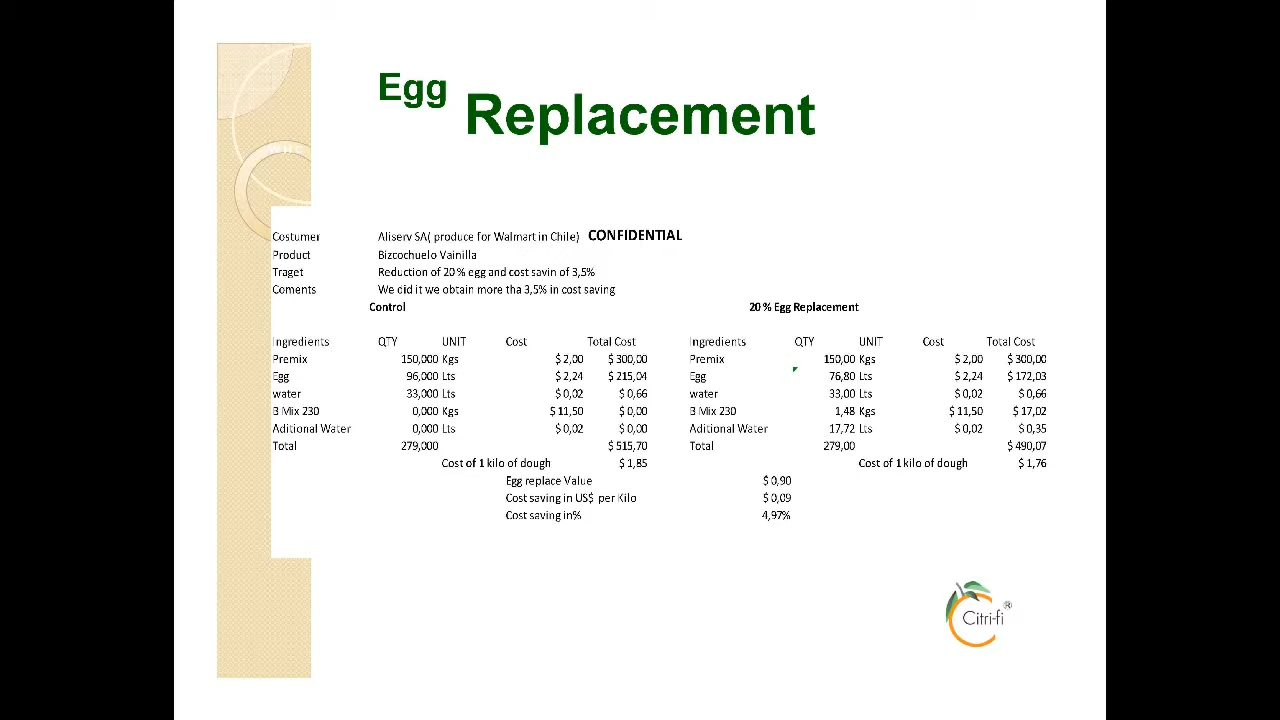 Egg
Replacement
WHC
Costumer Aliserv SA( produce for Walmart in Chile) CONFIDENTIAL
Product Bizcochuelo Vainilla
Traget Reduction of 20 % egg and cost savin of 3,5%
Coments We did it we obtain more tha 3,5% in cost saving
Control 20 % Egg Replacement
Ingredients QTY UNIT Cost Total Cost Ingredients QTY UNIT Cost Total Cost
Premix 150,000 Kgs $ 2,00 $ 300,00 Premix 150,00 Kgs $ 2,00 $ 300,00
Egg 96,000 Lts $ 2,24 $ 215,04 Egg 76,80 Lts $ 2,24 $ 172,03
water 33,000 Lts $ 0,02 $ 0,66 water 33,00 Lts $ 0,02 $ 0,66
B Mix 230 0,000 Kgs $ 11,50 $ 0,00 B Mix 230 1,48 Kgs $ 11,50 $ 17,02
Aditional Water 0,000 Lts $ 0,02 $ 0,00 Aditional Water 17,72 Lts $ 0,02 $ 0,35
Total 279,000 $ 515,70 Total 279,00 $ 490,07
Cost of 1 kilo of dough $ 1,85 Cost of 1 kilo of dough $ 1,76
Egg replace Value $ 0,90
Cost saving in US$ per Kilo $ 0,09
Cost saving in% 4,97%
Citri-fi ®